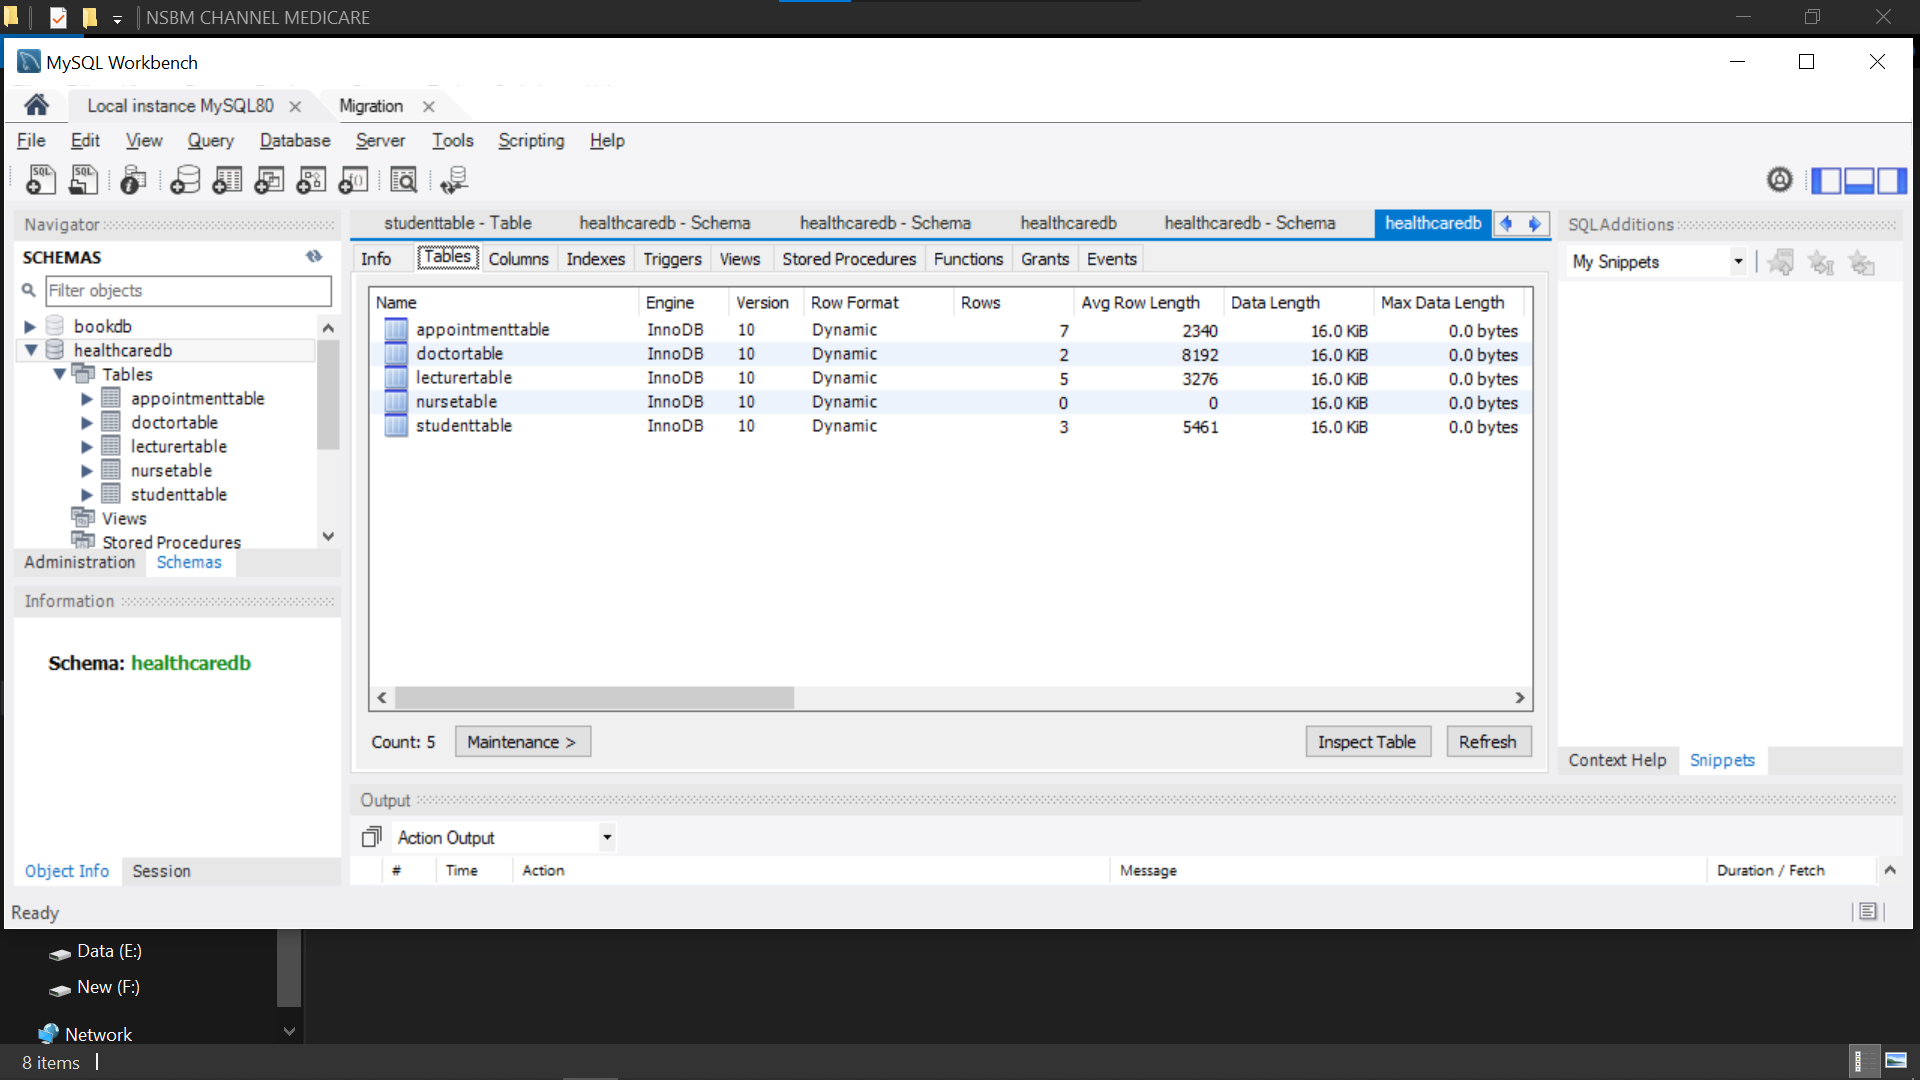 NSBM CHANNEL MEDICARE
MySQL Workbench
Local instance MySQL80
Migration
File Edit View Query Database Server Tools Scripting Help
Navigator
SCHEMAS
Filter objects
bookdb
healthcaredb
Tables
appointmenttable
doctortable
lecturertable
nursetable
studenttable
Views
Stored Procedures
Administration Schemas
Information
Schema: healthcaredb
Object Info Session
studenttable - Table healthcaredb - Schema healthcaredb - Schema healthcaredb healthcaredb - Schema healthcaredb
Info Tables Columns Indexes Triggers Views Stored Procedures Functions Grants Events
Name Engine Version Row Format Rows Avg Row Length Data Length Max Data Length
appointmenttable InnoDB 10 Dynamic 7 2340 16.0 KiB 0.0 bytes
doctortable InnoDB 10 Dynamic 2 8192 16.0 KiB 0.0 bytes
lecturertable InnoDB 10 Dynamic 5 3276 16.0 KiB 0.0 bytes
nursetable InnoDB 10 Dynamic 0 0 16.0 KiB 0.0 bytes
studenttable InnoDB 10 Dynamic 3 5461 16.0 KiB 0.0 bytes
Count: 5 Maintenance > Inspect Table Refresh
SQLAdditions
My Snippets
Context Help Snippets
Output
Action Output
# Time Action Message Duration / Fetch
Ready
Data (E:)
New (F:)
Network
8 items